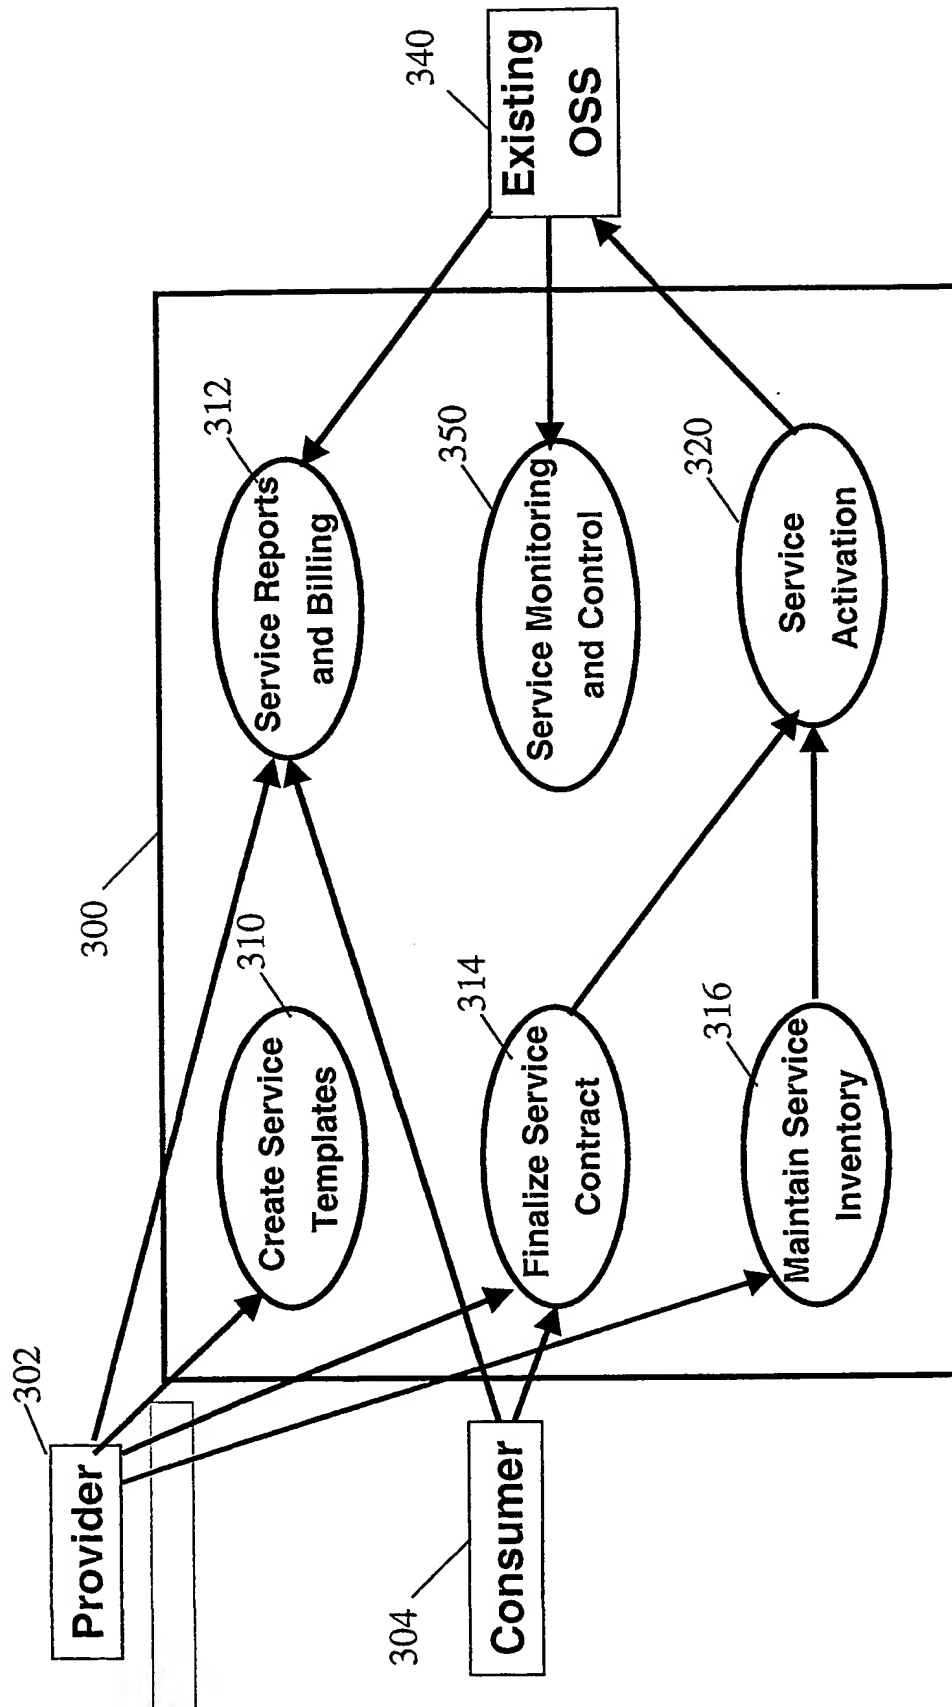 302
Provider
300
312
Service Reports
and Billing
310
Create Service
Templates
340
Existing
OSS
350
Service Monitoring
and Control
314
Finalize Service
Contract
304
Consumer
320
Service
Activation
316
Maintain Service
Inventory